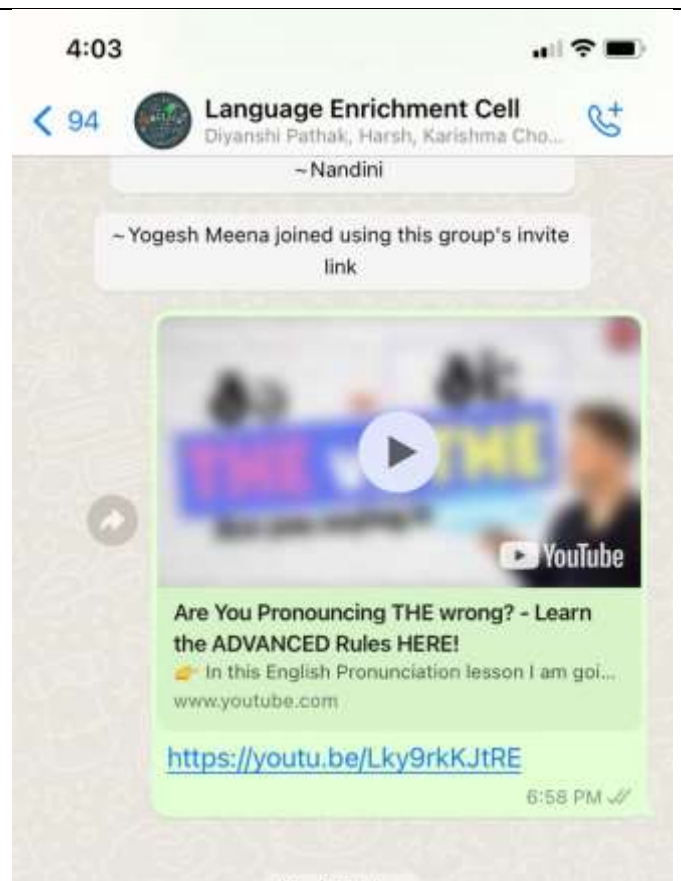 4:03
94
Language Enrichment Cell
Diyanshi Pathak, Harsh, Karishma Cho...
~Nandini
~Yogesh Meena joined using this group's invite
link
THE THE
YouTube
Are You Pronouncing THE wrong? - Learn
the ADVANCED Rules HERE!
👉 In this English Pronunciation lesson I am goi...
www.youtube.com
https://youtu.be/Lky9rkKJtRE
6:58 PM